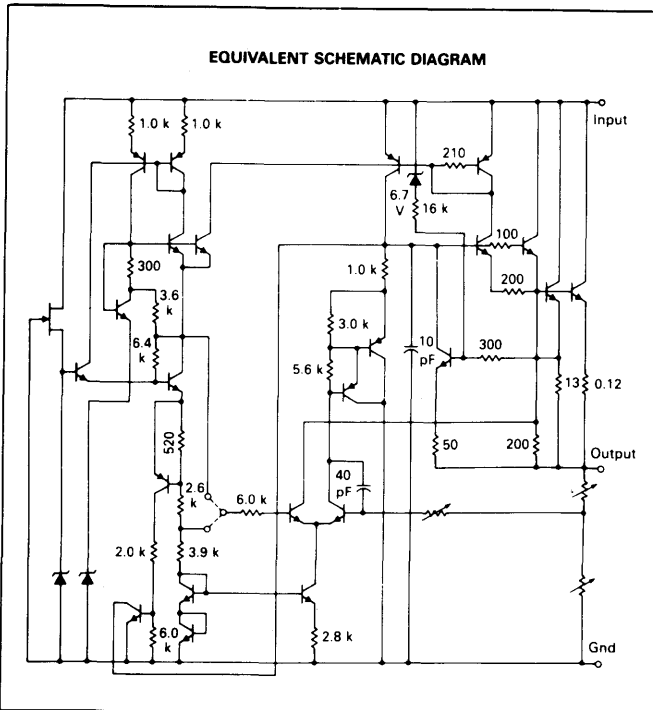 EQUIVALENT SCHEMATIC DIAGRAM
Input
1.0 k
1.0 k
210
6.7
V
16 k
100
300
1.0 k
200
3.6
k
3.0 k
10
pF
300
6.4
k
5.6 k
13
0.12
520
50
200
Output
2.6
k
40
pF
6.0 k
2.0 k
3.9 k
6.0
k
2.8 k
Gnd